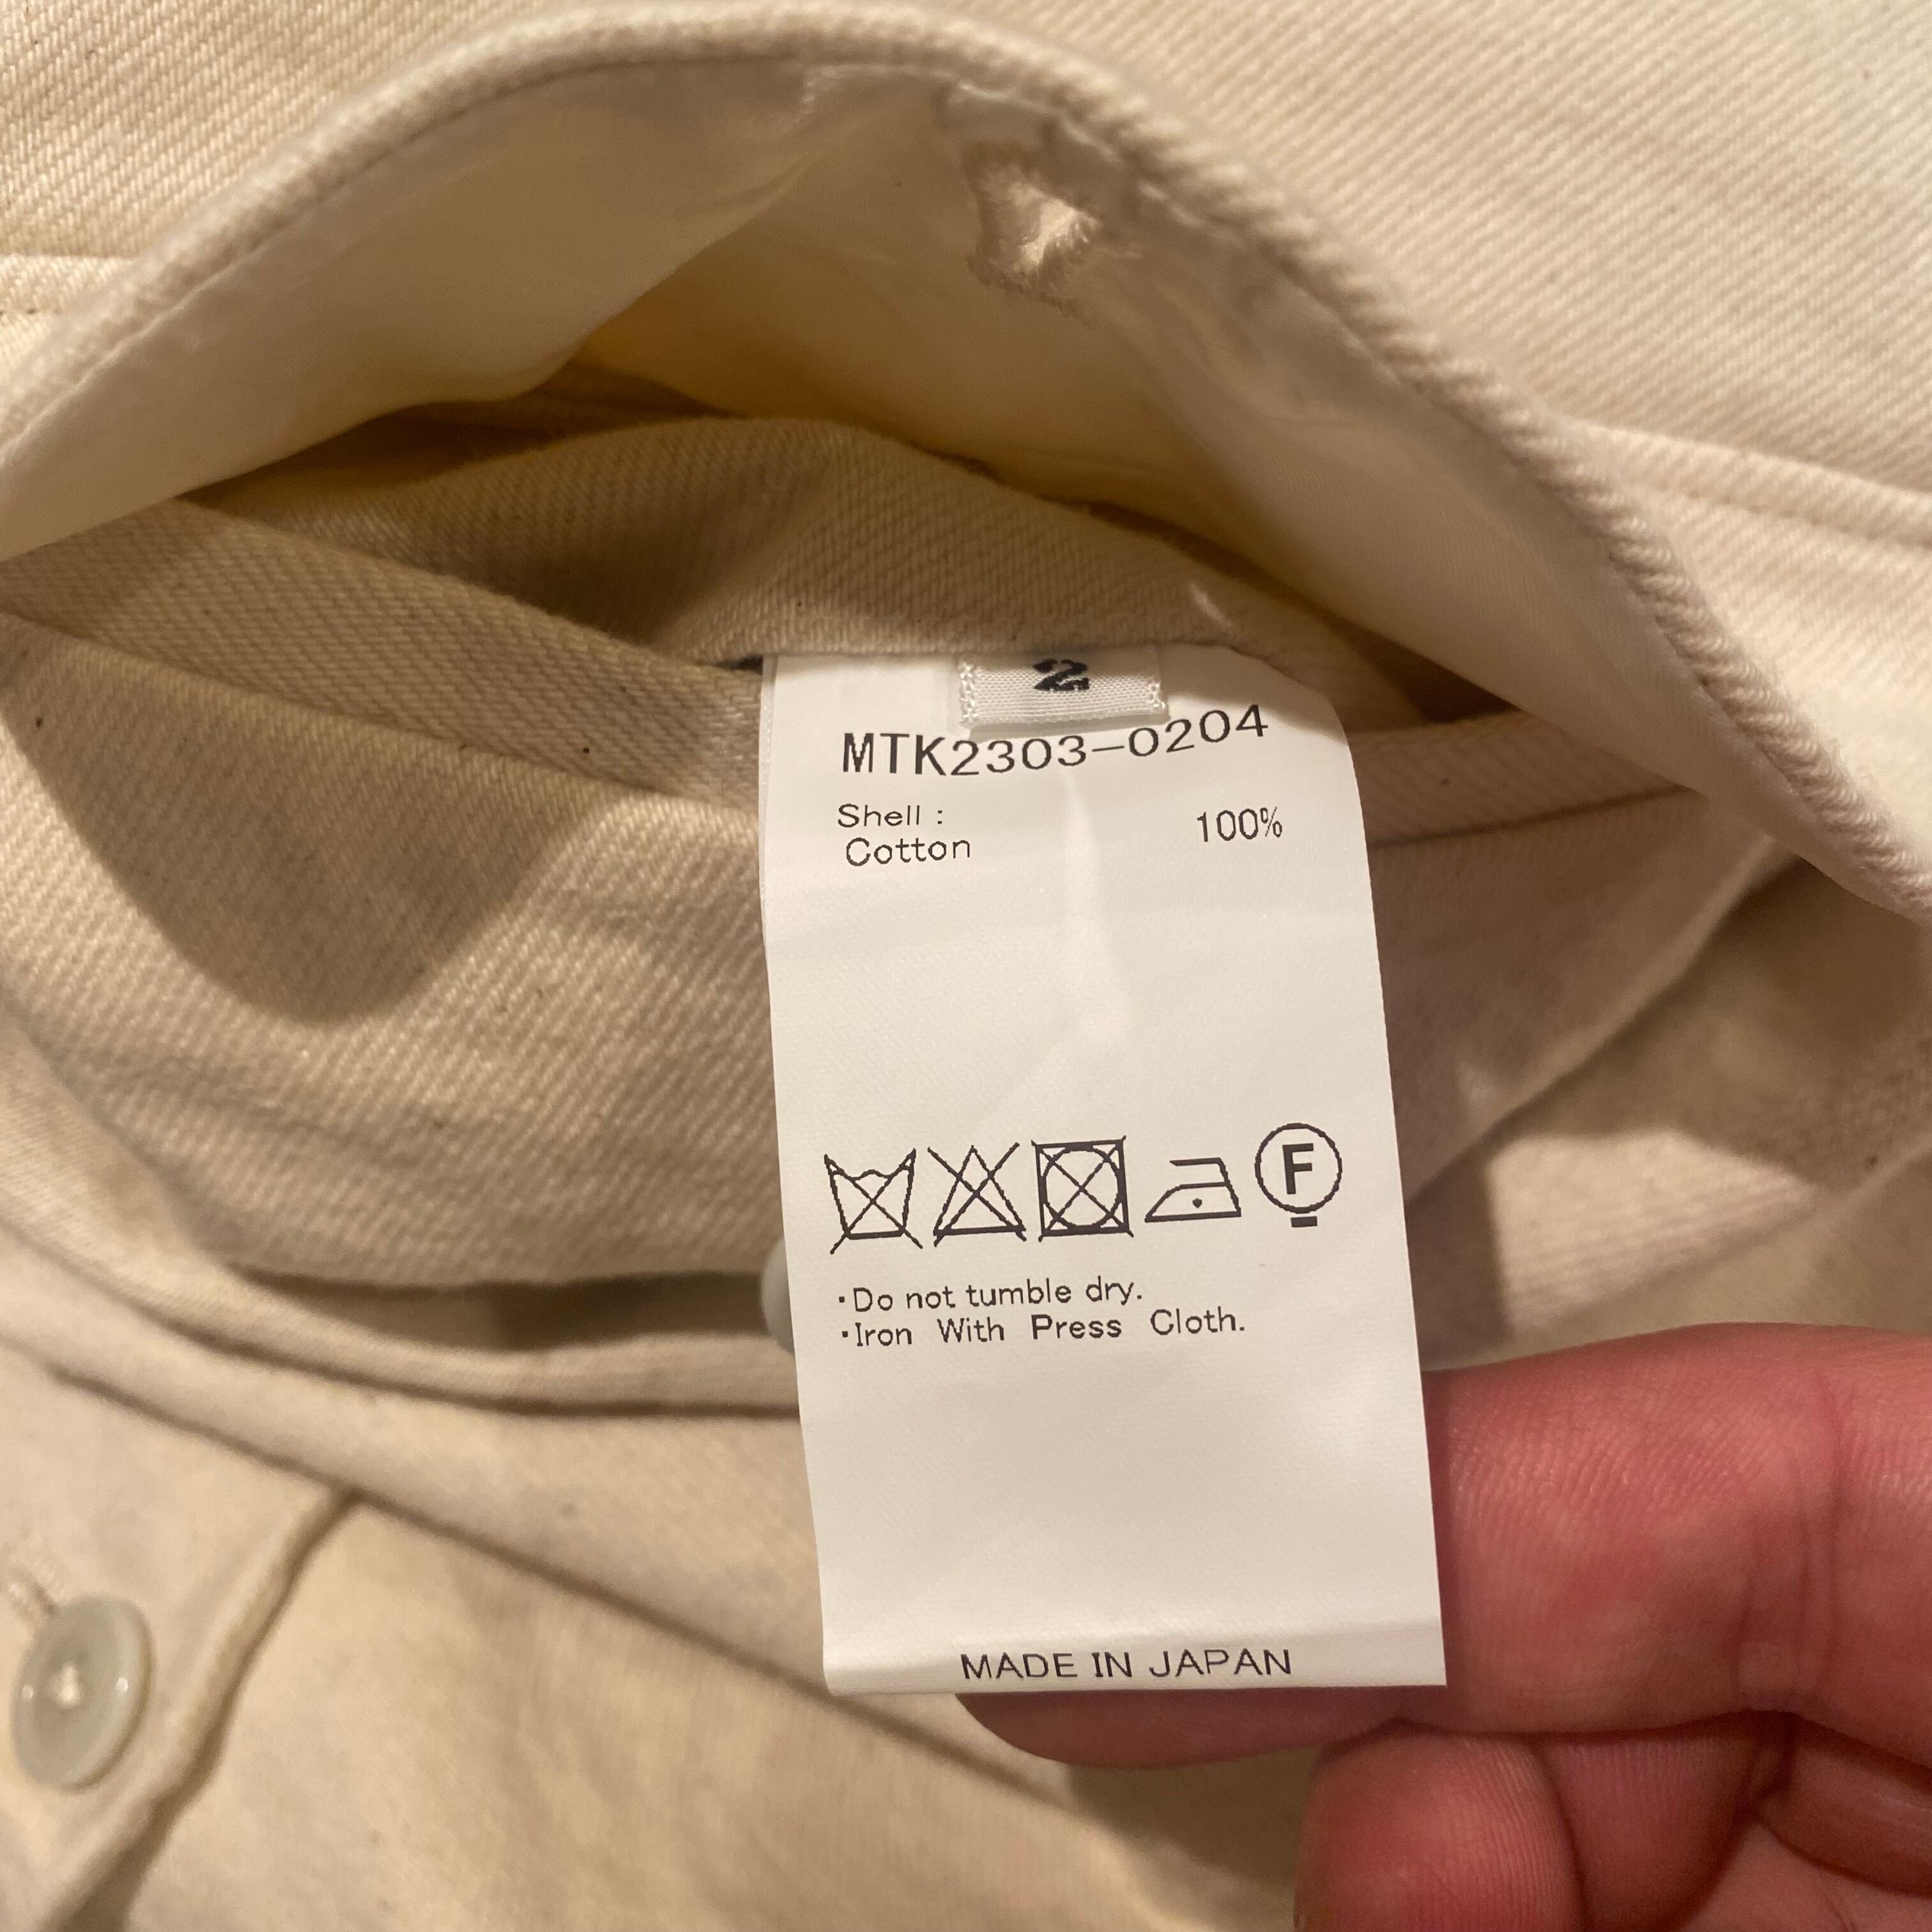 2
MTK2303-0204
Shell :
Cotton 100%
F
·Do not tumble dry.
·Iron With Press Cloth.
MADE IN JAPAN